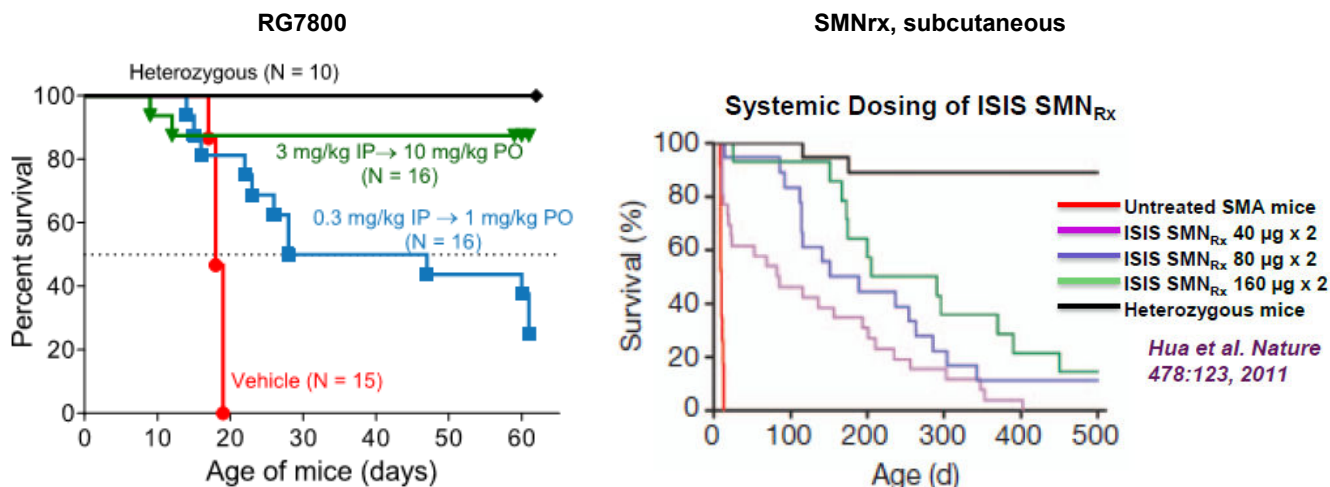 RG7800
Heterozygous (N = 10)
100
80
60
40
20
0
Percent survival
3 mg/kg IP → 10 mg/kg PO
(N = 16)
0.3 mg/kg IP → 1 mg/kg PO
(N = 16)
Vehicle (N = 15)
0 10 20 30 40 50 60
Age of mice (days)
SMNrx, subcutaneous
Systemic Dosing of ISIS SMNRx
100
80
60
40
20
0
Survival (%)
0 100 200 300 400 500
Age (d)
Untreated SMA mice
ISIS SMNRx 40 µg x 2
ISIS SMNRx 80 µg x 2
ISIS SMNRx 160 µg x 2
Heterozygous mice
Hua et al. Nature
478:123, 2011